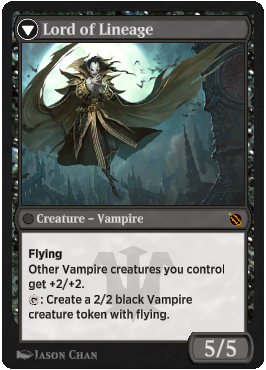 Lord of Lineage
Creature – Vampire
Flying
Other Vampire creatures you control
get +2/+2.
: Create a 2/2 black Vampire
creature token with flying.
Jason Chan
5/5